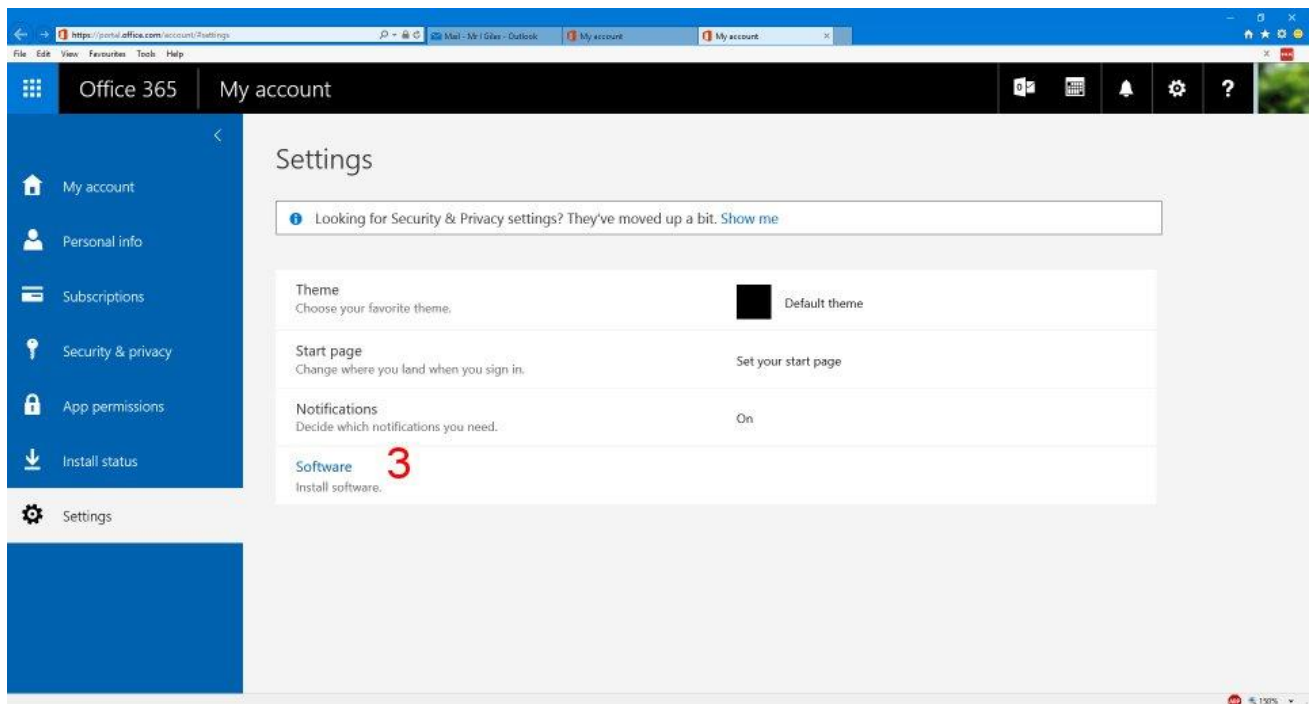 https://portal.office.com/account/#settings
Mail - Mr I Giles - Outlook
My account
My account
File Edit View Favourites Tools Help
Office 365
My account
?
Settings
My account
Looking for Security & Privacy settings? They've moved up a bit. Show me
Personal info
Subscriptions
Theme
Choose your favorite theme.
Default theme
Security & privacy
Start page
Change where you land when you sign in.
Set your start page
App permissions
Notifications
Decide which notifications you need.
On
Install status
Software
3
Install software.
Settings
150%